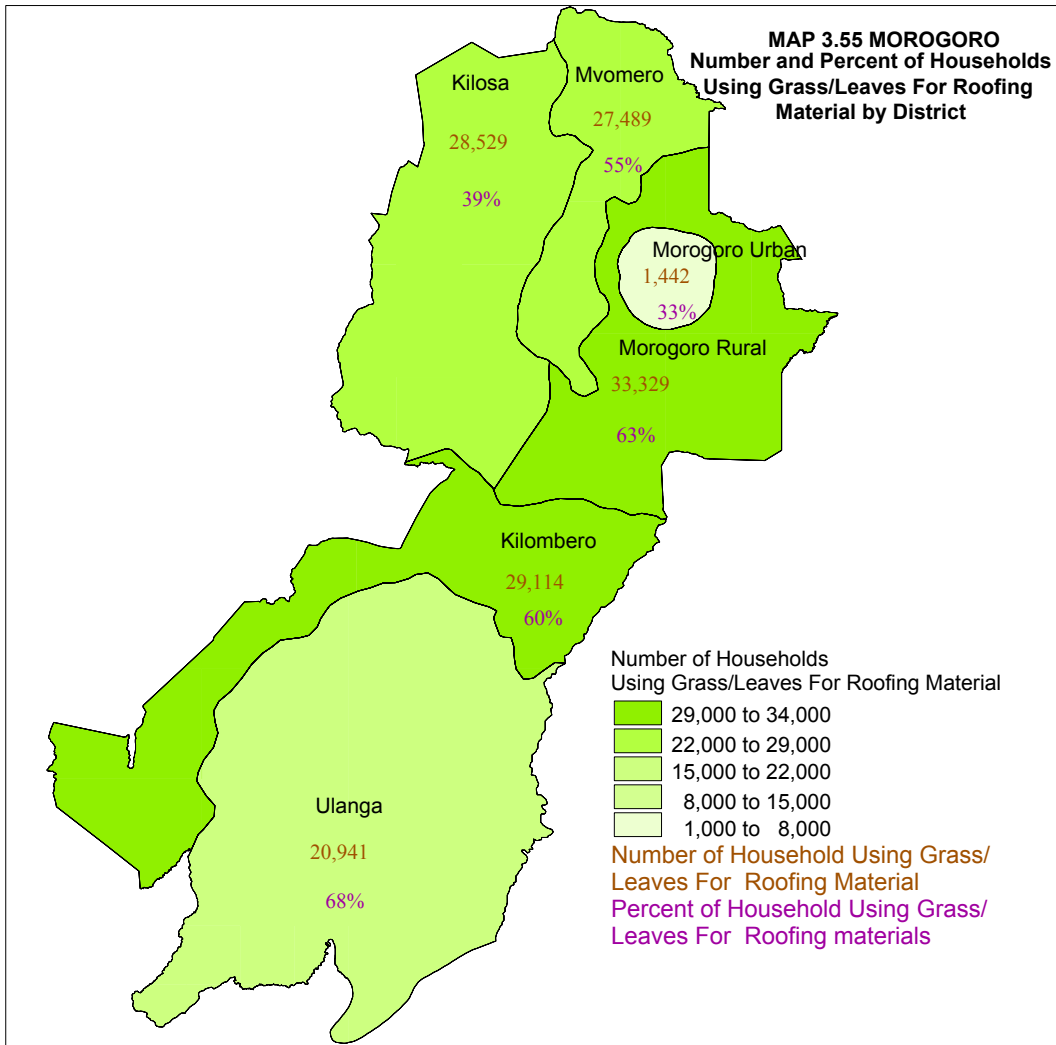 MAP 3.55 MOROGORO
Number and Percent of Households
Using Grass/Leaves For Roofing
Material by District
Kilosa
28,529
39%
Mvomero
27,489
55%
Morogoro Urban
1,442
33%
Morogoro Rural
33,329
63%
Kilombero
29,114
60%
Ulanga
20,941
68%
Number of Households
Using Grass/Leaves For Roofing Material
29,000 to 34,000
22,000 to 29,000
15,000 to 22,000
8,000 to 15,000
1,000 to 8,000
Number of Household Using Grass/
Leaves For Roofing Material
Percent of Household Using Grass/
Leaves For Roofing materials